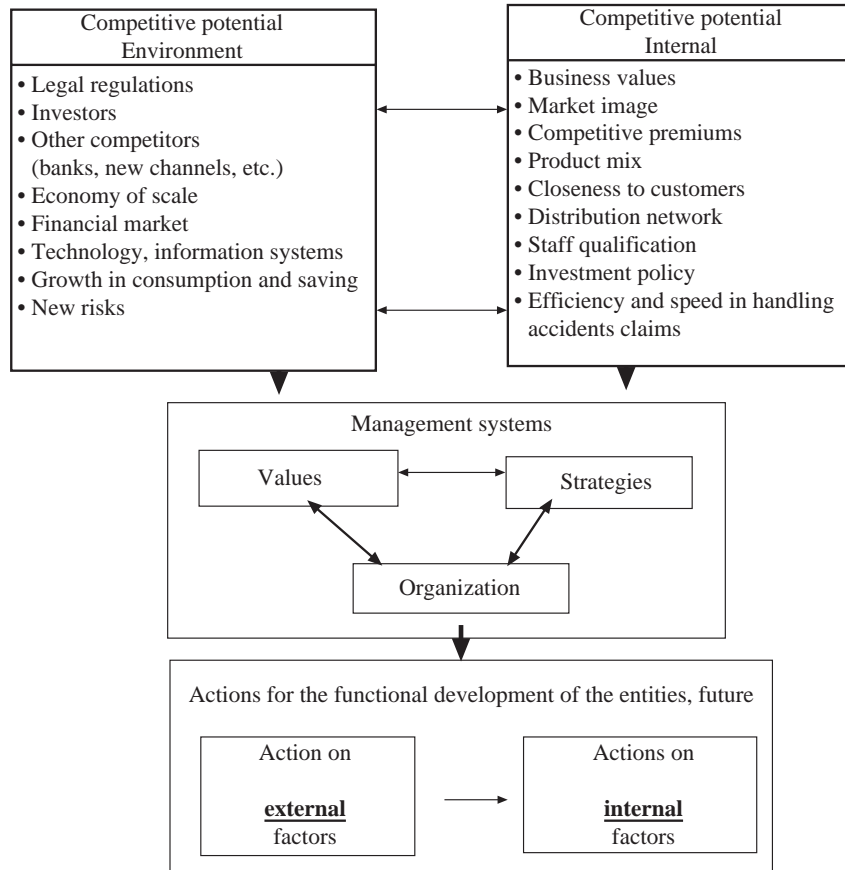 Competitive potential
Environment
• Legal regulations
• Investors
• Other competitors
(banks, new channels, etc.)
• Economy of scale
• Financial market
• Technology, information systems
• Growth in consumption and saving
• New risks
Competitive potential
Internal
• Business values
• Market image
• Competitive premiums
• Product mix
• Closeness to customers
• Distribution network
• Staff qualification
• Investment policy
• Efficiency and speed in handling
accidents claims
Management systems
Values
Strategies
Organization
Actions for the functional development of the entities, future
Action on
external
factors
Actions on
internal
factors